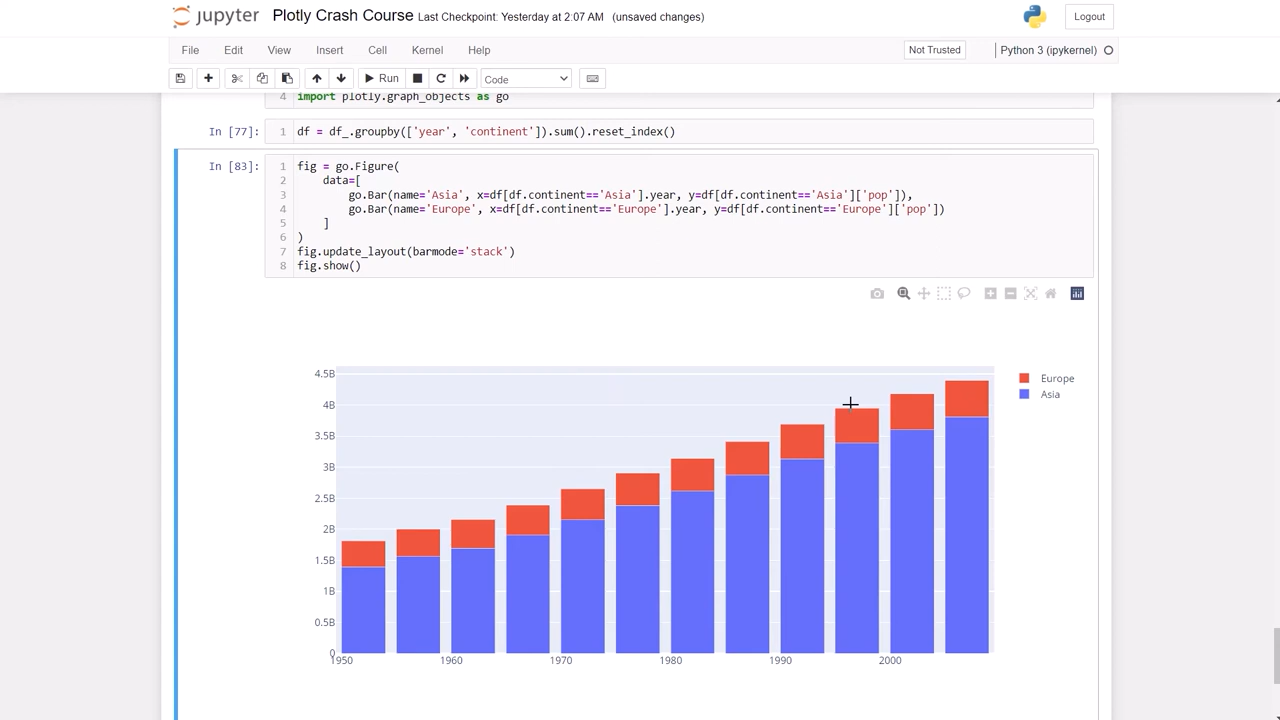 jupyter Plotly Crash Course Last Checkpoint: Yesterday at 2:07 AM (unsaved changes) Logout
File Edit View Insert Cell Kernel Help Not Trusted Python 3 (ipykernel)
Run Code
4 import plotly.graph_objects as go
In [77]: 1 df = df_.groupby(['year', 'continent']).sum().reset_index()
In [83]: 1 fig = go.Figure(
2 data=[
3 go.Bar(name='Asia', x=df[df.continent=='Asia'].year, y=df[df.continent=='Asia']['pop']),
4 go.Bar(name='Europe', x=df[df.continent=='Europe'].year, y=df[df.continent=='Europe']['pop'])
5 ]
6 )
7 fig.update_layout(barmode='stack')
8 fig.show()
4.5B
4B
3.5B
3B
2.5B
2B
1.5B
1B
0.5B
0
1950 1960 1970 1980 1990 2000
Europe
Asia